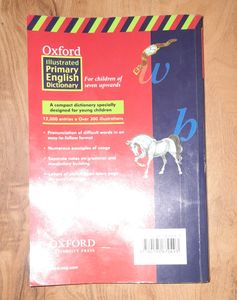 Oxford
Illustrated
Primary
English
Dictionary
For children of
seven upwards
A compact dictionary specially
designed for young children
12,000 entries • Over 300 illustrations
Pronunciation of difficult words in an
easy-to-follow format
Numerous examples of usage
Separate notes on grammar and
vocabulary building
w
b
OXFORD
UNIVERSITY PRESS